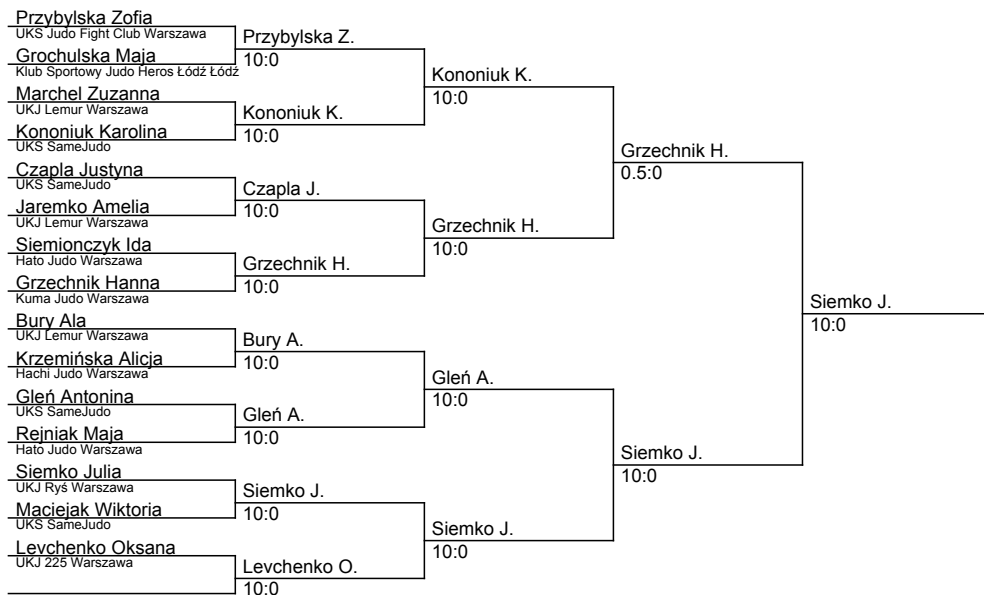 Przybylska Zofia
UKS Judo Fight Club Warszawa
Grochulska Maja
Klub Sportowy Judo Heros Łódź Łódź
Marchel Zuzanna
UKJ Lemur Warszawa
Kononiuk Karolina
UKS SameJudo
Czapla Justyna
UKS SameJudo
Jaremko Amelia
UKJ Lemur Warszawa
Siemionczyk Ida
Hato Judo Warszawa
Grzechnik Hanna
Kuma Judo Warszawa
Bury Ala
UKJ Lemur Warszawa
Krzemińska Alicja
Hachi Judo Warszawa
Gleń Antonina
UKS SameJudo
Rejniak Maja
Hato Judo Warszawa
Siemko Julia
UKJ Ryś Warszawa
Maciejak Wiktoria
UKS SameJudo
Levchenko Oksana
UKJ 225 Warszawa
Przybylska Z.
10:0
Kononiuk K.
10:0
Czapla J.
10:0
Grzechnik H.
10:0
Bury A.
10:0
Gleń A.
10:0
Siemko J.
10:0
Levchenko O.
10:0
Kononiuk K.
10:0
Grzechnik H.
10:0
Gleń A.
10:0
Siemko J.
10:0
Grzechnik H.
0.5:0
Siemko J.
10:0
Siemko J.
10:0